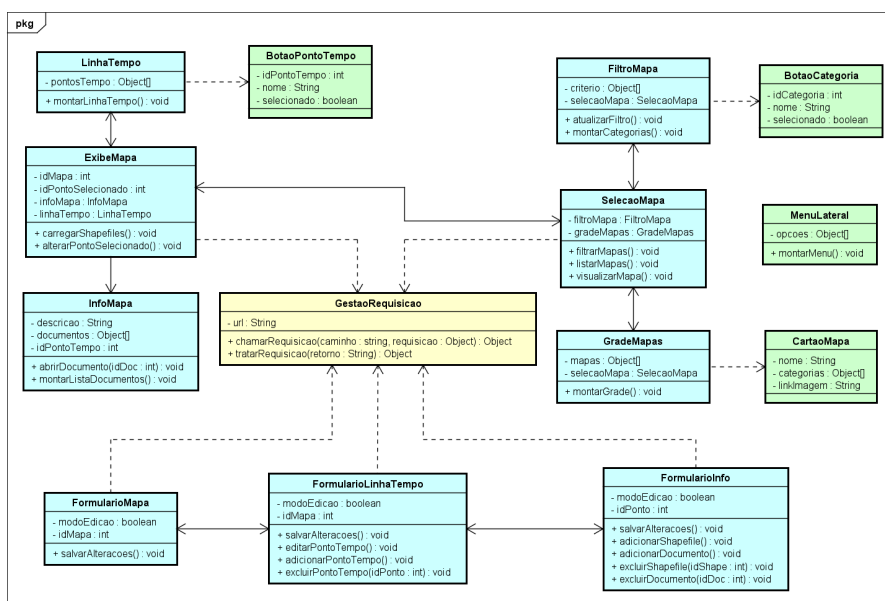 pkg
LinhaTempo
- pontosTempo : Object[]
+ montarLinhaTempo() : void
BotaoPontoTempo
- idPontoTempo : int
- nome : String
- selecionado : boolean
FiltroMapa
- criterio : Object[]
- selecaoMapa : SelecaoMapa
+ atualizarFiltro() : void
+ montarCategorias() : void
BotaoCategoria
- idCategoria : int
- nome : String
- selecionado : boolean
ExibeMapa
- idMapa : int
- idPontoSelecionado : int
- infoMapa : InfoMapa
- linhaTempo : LinhaTempo
+ carregarShapefiles() : void
+ alterarPontoSelecionado() : void
SelecaoMapa
- filtroMapa : FiltroMapa
- gradeMapas : GradeMapas
+ filtrarMapas() : void
+ listarMapas() : void
+ visualizarMapa() : void
MenuLateral
- opcoes : Object[]
+ montarMenu() : void
InfoMapa
- descricao : String
- documentos : Object[]
- idPontoTempo : int
+ abrirDocumento(idDoc : int) : void
+ montarListaDocumentos() : void
GestaoRequisicao
- url : String
+ chamarRequisicao(caminho : string, requisicao : Object) : Object
+ tratarRequisicao(retorno : String) : Object
GradeMapas
- mapas : Object[]
- selecaoMapa : SelecaoMapa
+ montarGrade() : void
CartaoMapa
- nome : String
- categorias : Object[]
- linkImagem : String
FormularioMapa
- modoEdicao : boolean
- idMapa : int
+ salvarAlteracoes() : void
FormularioLinhaTempo
- modoEdicao : boolean
- idMapa : int
+ salvarAlteracoes() : void
+ editarPontoTempo() : void
+ adicionarPontoTempo() : void
+ excluirPontoTempo(idPonto : int) : void
FormularioInfo
- modoEdicao : boolean
- idPonto : int
+ salvarAlteracoes() : void
+ adicionarShapefile() : void
+ adicionarDocumento() : void
+ excluirShapefile(idShape : int) : void
+ excluirDocumento(idDoc : int) : void